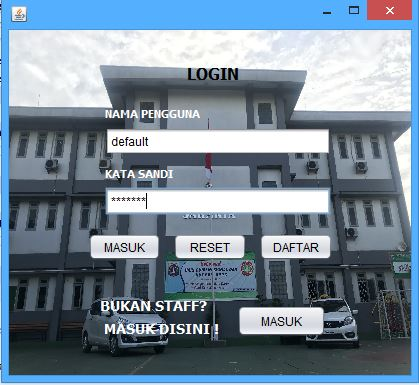 LOGIN
NAMA PENGGUNA
default
KATA SANDI
*******
MASUK
RESET
DAFTAR
BUKAN STAFF?
MASUK DISINI !
MASUK